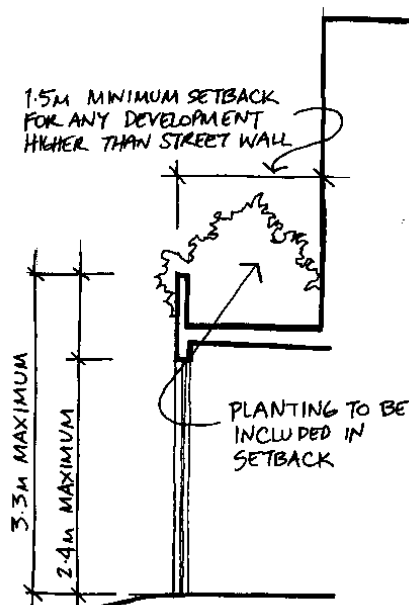 1.5M MINIMUM SETBACK
FOR ANY DEVELOPMENT
HIGHER THAN STREET WALL
3.3M MAXIMUM
2.4M MAXIMUM
PLANTING TO BE
INCLUDED IN
SETBACK